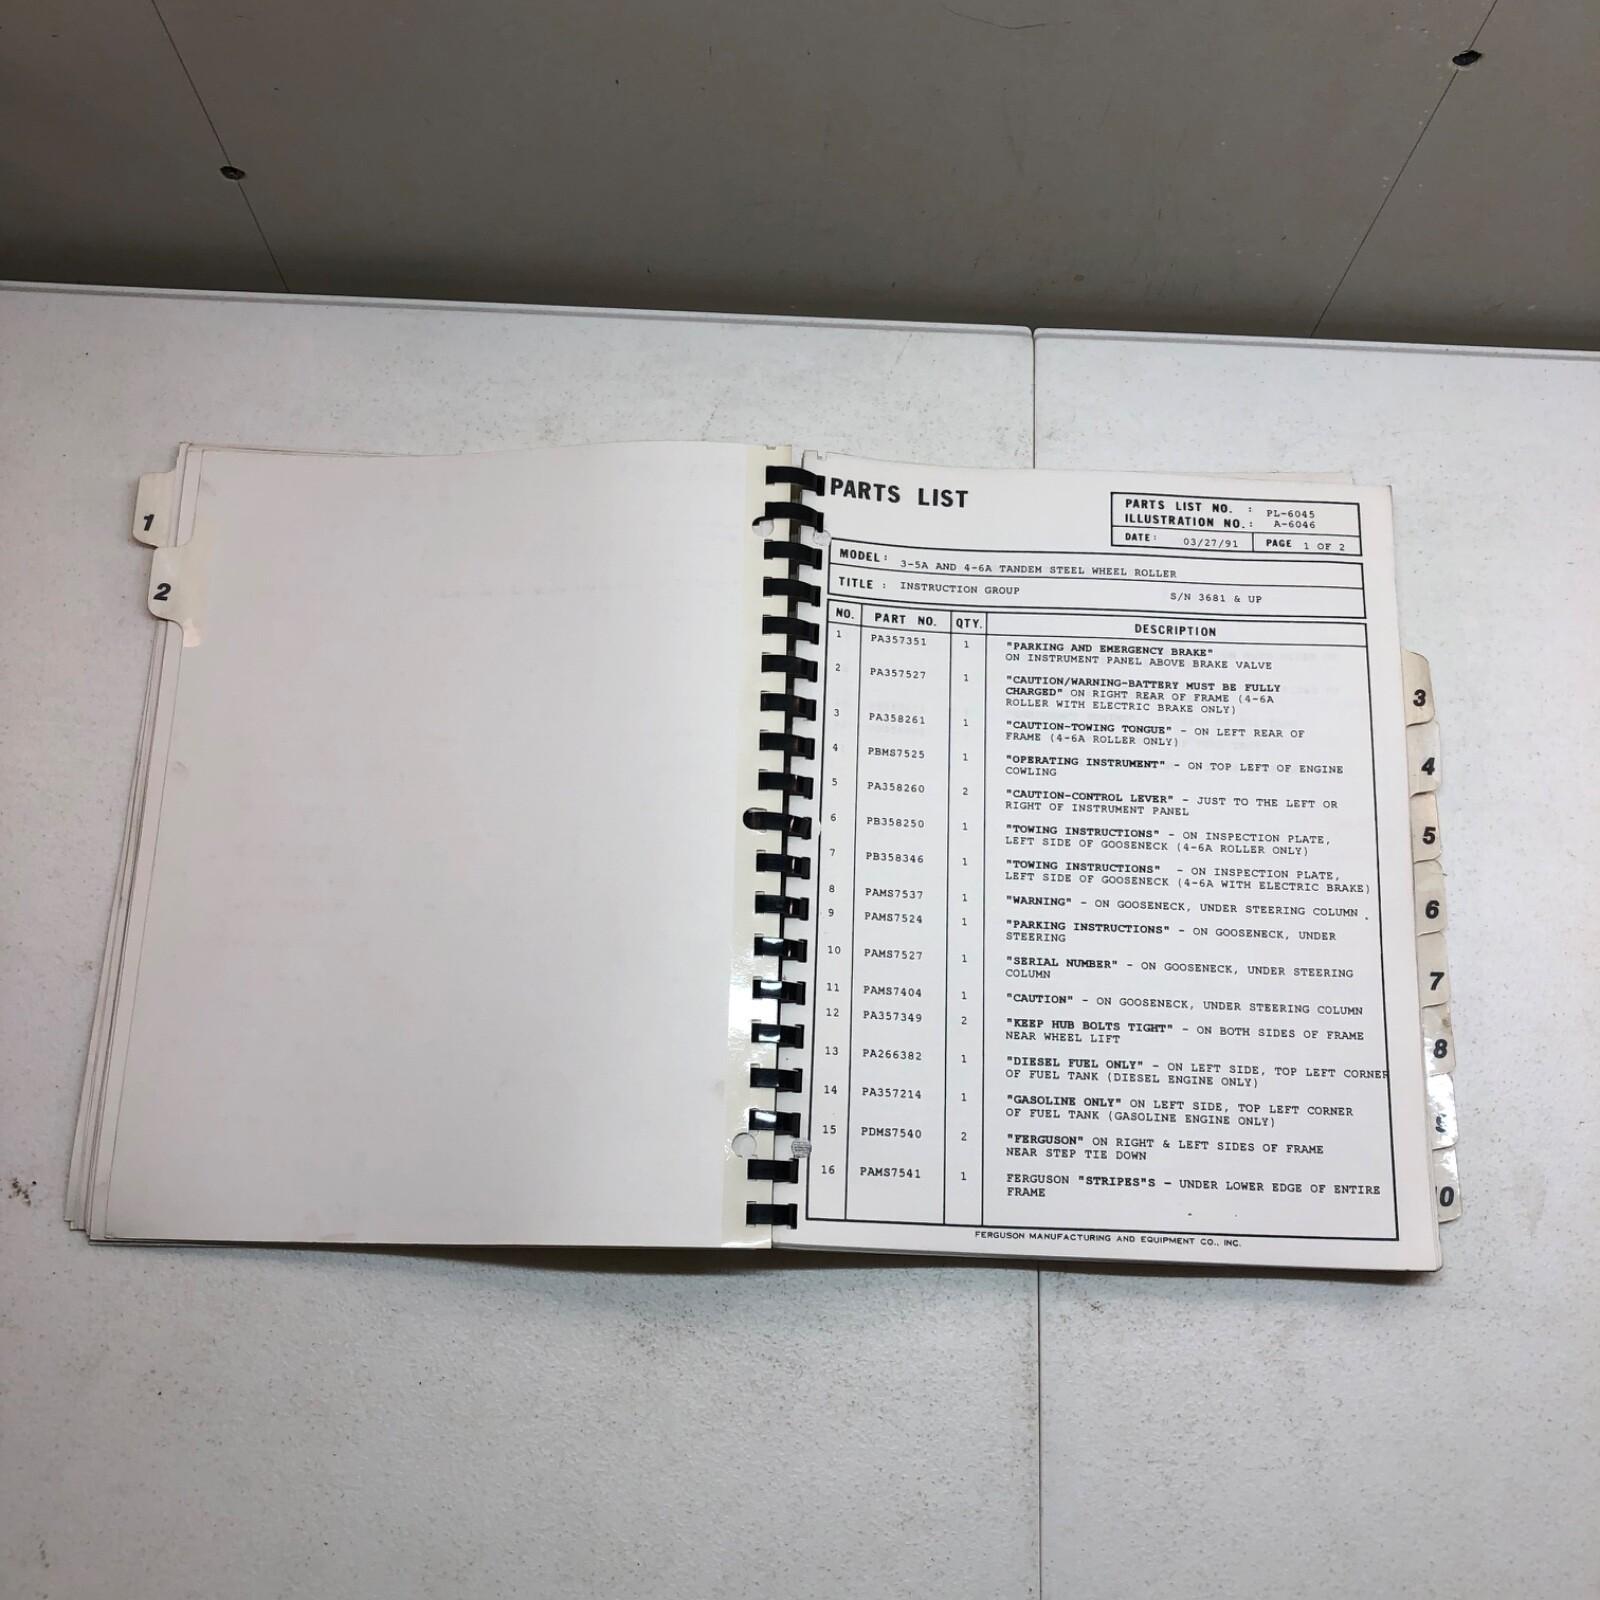 1
2
PARTS LIST
PARTS LIST NO. : PL-6045
ILLUSTRATION NO.: A-6046
DATE: 03/27/91 PAGE 1 OF 2
MODEL: 3-5A AND 4-6A TANDEM STEEL WHEEL ROLLER
TITLE : INSTRUCTION GROUP S/N 3681 & UP
NO. PART NO. QTY. DESCRIPTION
1 PA357351 1 "PARKING AND EMERGENCY BRAKE"
ON INSTRUMENT PANEL ABOVE BRAKE VALVE
2 PA357527 1 "CAUTION/WARNING-BATTERY MUST BE FULLY
CHARGED" ON RIGHT REAR OF FRAME (4-6A
ROLLER WITH ELECTRIC BRAKE ONLY)
3 PA358261 1 "CAUTION-TOWING TONGUE" - ON LEFT REAR OF
FRAME (4-6A ROLLER ONLY)
4 PBMS7525 1 "OPERATING INSTRUMENT" - ON TOP LEFT OF ENGINE
COWLING
5 PA358260 2 "CAUTION-CONTROL LEVER" - JUST TO THE LEFT OR
RIGHT OF INSTRUMENT PANEL
6 PB358250 1 "TOWING INSTRUCTIONS" - ON INSPECTION PLATE,
LEFT SIDE OF GOOSENECK (4-6A ROLLER ONLY)
7 PB358346 1 "TOWING INSTRUCTIONS" - ON INSPECTION PLATE,
LEFT SIDE OF GOOSENECK (4-6A WITH ELECTRIC BRAKE)
8 PAMS7537 1 "WARNING" - ON GOOSENECK, UNDER STEERING COLUMN .
9 PAMS7524 1 "PARKING INSTRUCTIONS" - ON GOOSENECK, UNDER
STEERING
10 PAMS7527 1 "SERIAL NUMBER" - ON GOOSENECK, UNDER STEERING
COLUMN
11 PAMS7404 1 "CAUTION" - ON GOOSENECK, UNDER STEERING COLUMN
12 PA357349 2 "KEEP HUB BOLTS TIGHT" - ON BOTH SIDES OF FRAME
NEAR WHEEL LIFT
13 PA266382 1 "DIESEL FUEL ONLY" - ON LEFT SIDE, TOP LEFT CORNER
OF FUEL TANK (DIESEL ENGINE ONLY)
14 PA357214 1 "GASOLINE ONLY" ON LEFT SIDE, TOP LEFT CORNER
OF FUEL TANK (GASOLINE ENGINE ONLY)
15 PDMS7540 2 "FERGUSON" ON RIGHT & LEFT SIDES OF FRAME
NEAR STEP TIE DOWN
16 PAMS7541 1 FERGUSON "STRIPES"S - UNDER LOWER EDGE OF ENTIRE
FRAME
FERGUSON MANUFACTURING AND EQUIPMENT CO., INC.
3
4
5
6
7
8
10